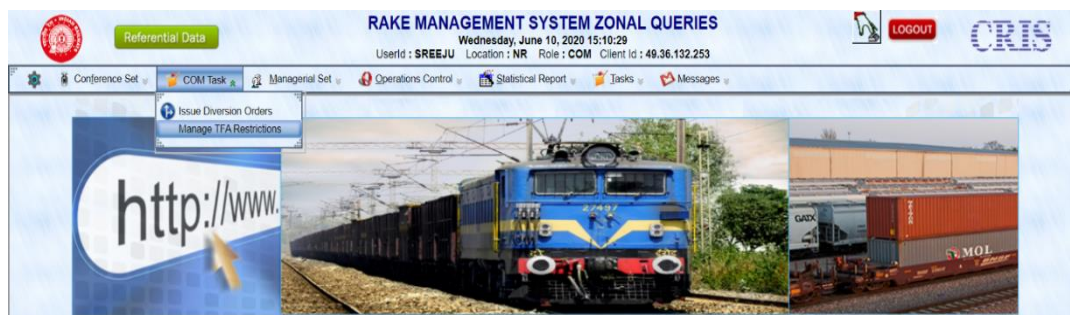 Referential Data
RAKE MANAGEMENT SYSTEM ZONAL QUERIES
Wednesday, June 10, 2020 15:10:29
UserId : SREEJU Location : NR Role : COM Client Id : 49.36.132.253
LOGOUT
CRIS
Conference Set
COM Task
Managerial Set
Operations Control
Statistical Report
Tasks
Messages
Issue Diversion Orders
Manage TFA Restrictions
http://www.
27497
GATX
MOL